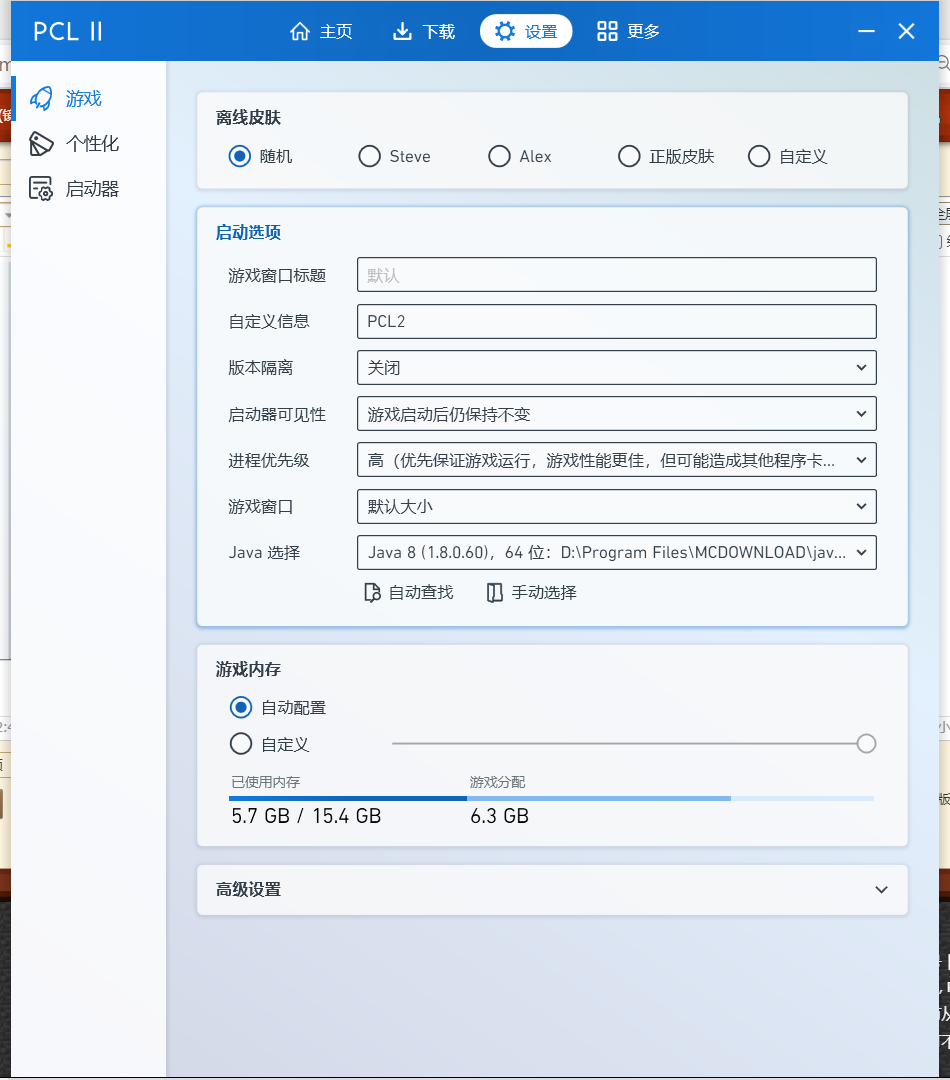 PCL II
主页
下载
设置
更多
游戏
个性化
启动器
离线皮肤
随机
Steve
Alex
正版皮肤
自定义
启动选项
游戏窗口标题
默认
自定义信息
PCL2
版本隔离
关闭
启动器可见性
游戏启动后仍保持不变
进程优先级
高（优先保证游戏运行，游戏性能更佳，但可能造成其他程序卡...
游戏窗口
默认大小
Java 选择
Java 8 (1.8.0.60)，64 位：D:\Program Files\MCDOWNLOAD\jav...
自动查找
手动选择
游戏内存
自动配置
自定义
已使用内存
游戏分配
5.7 GB / 15.4 GB
6.3 GB
高级设置